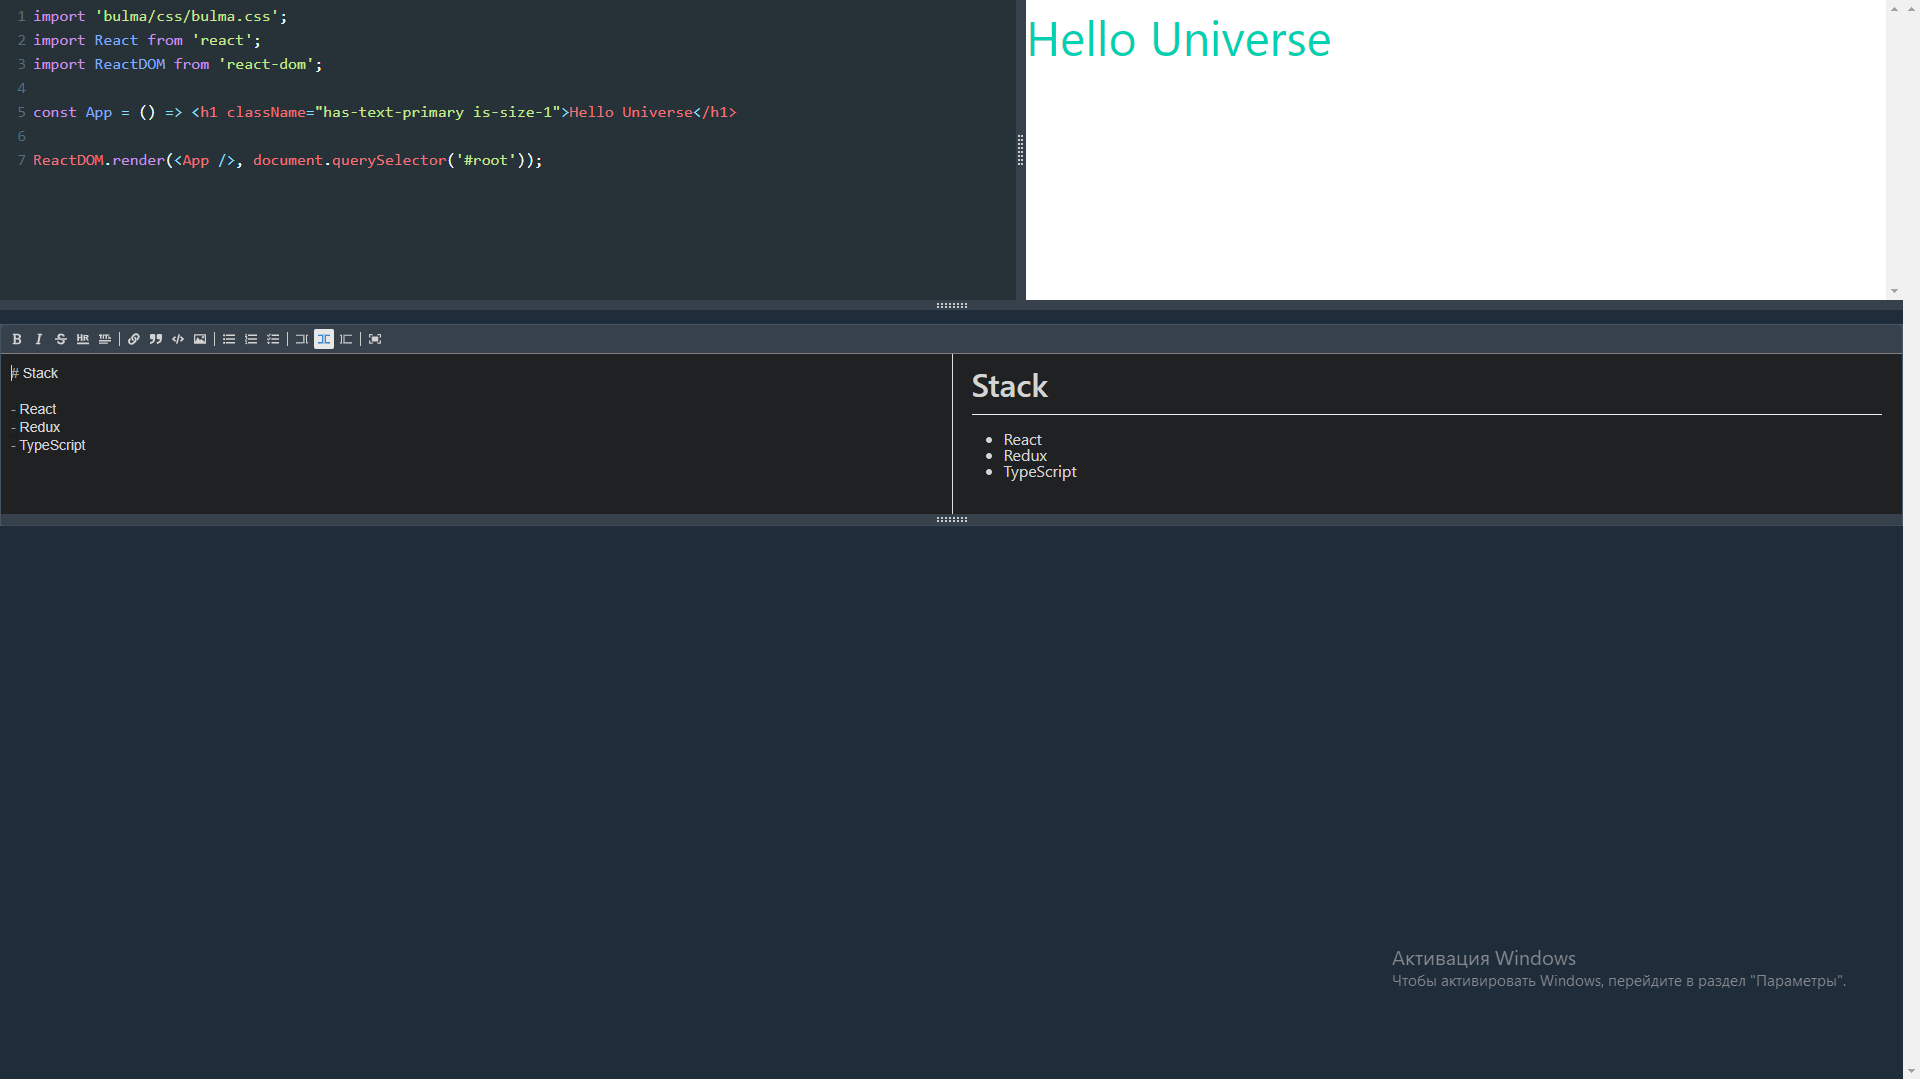 1 import 'bulma/css/bulma.css';
2 import React from 'react';
3 import ReactDOM from 'react-dom';
4
5 const App = () => <h1 className="has-text-primary is-size-1">Hello Universe</h1>
6
7 ReactDOM.render(<App />, document.querySelector('#root'));
Hello Universe
B I S HR TITL
# Stack
- React
- Redux
- TypeScript
Stack
React
Redux
TypeScript
Активация Windows
Чтобы активировать Windows, перейдите в раздел "Параметры".